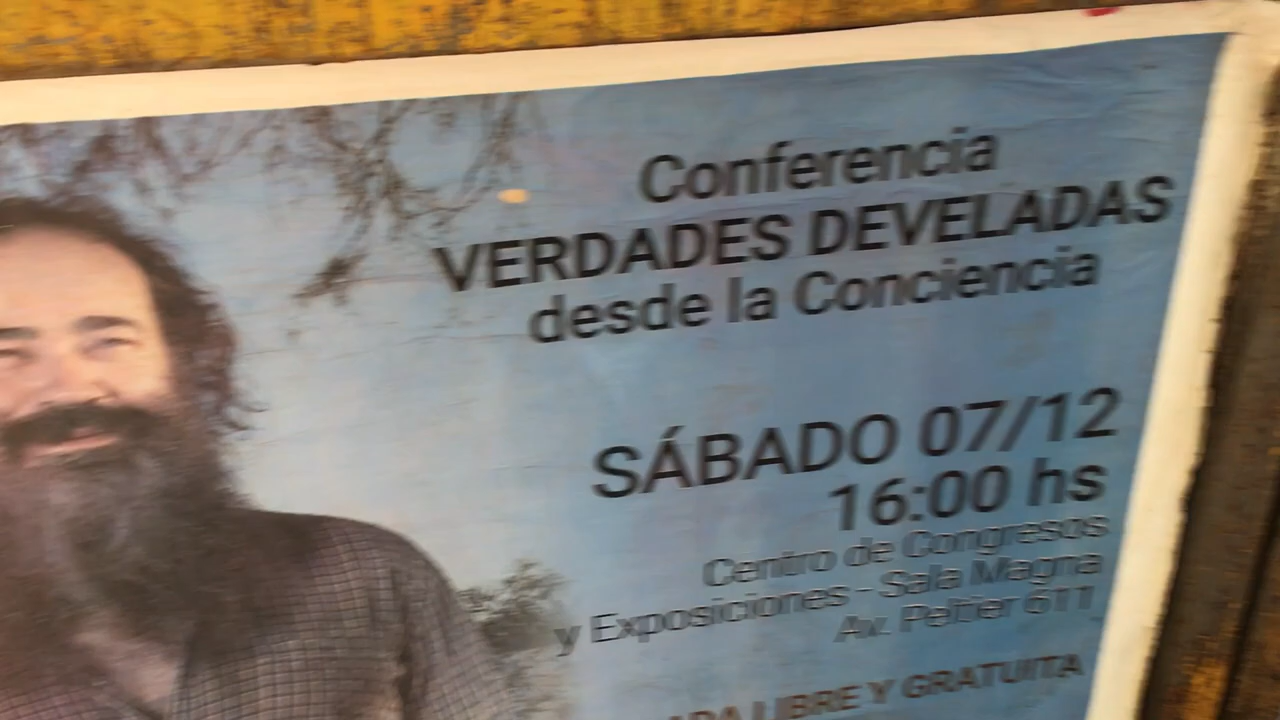 Conferencia
VERDADES DEVELADAS
desde la Conciencia
SÁBADO 07/12
16:00 hs
Centro de Congresos
y Exposiciones - Sala Magna
Av. Peltier 611
LIBRE Y GRATUITA